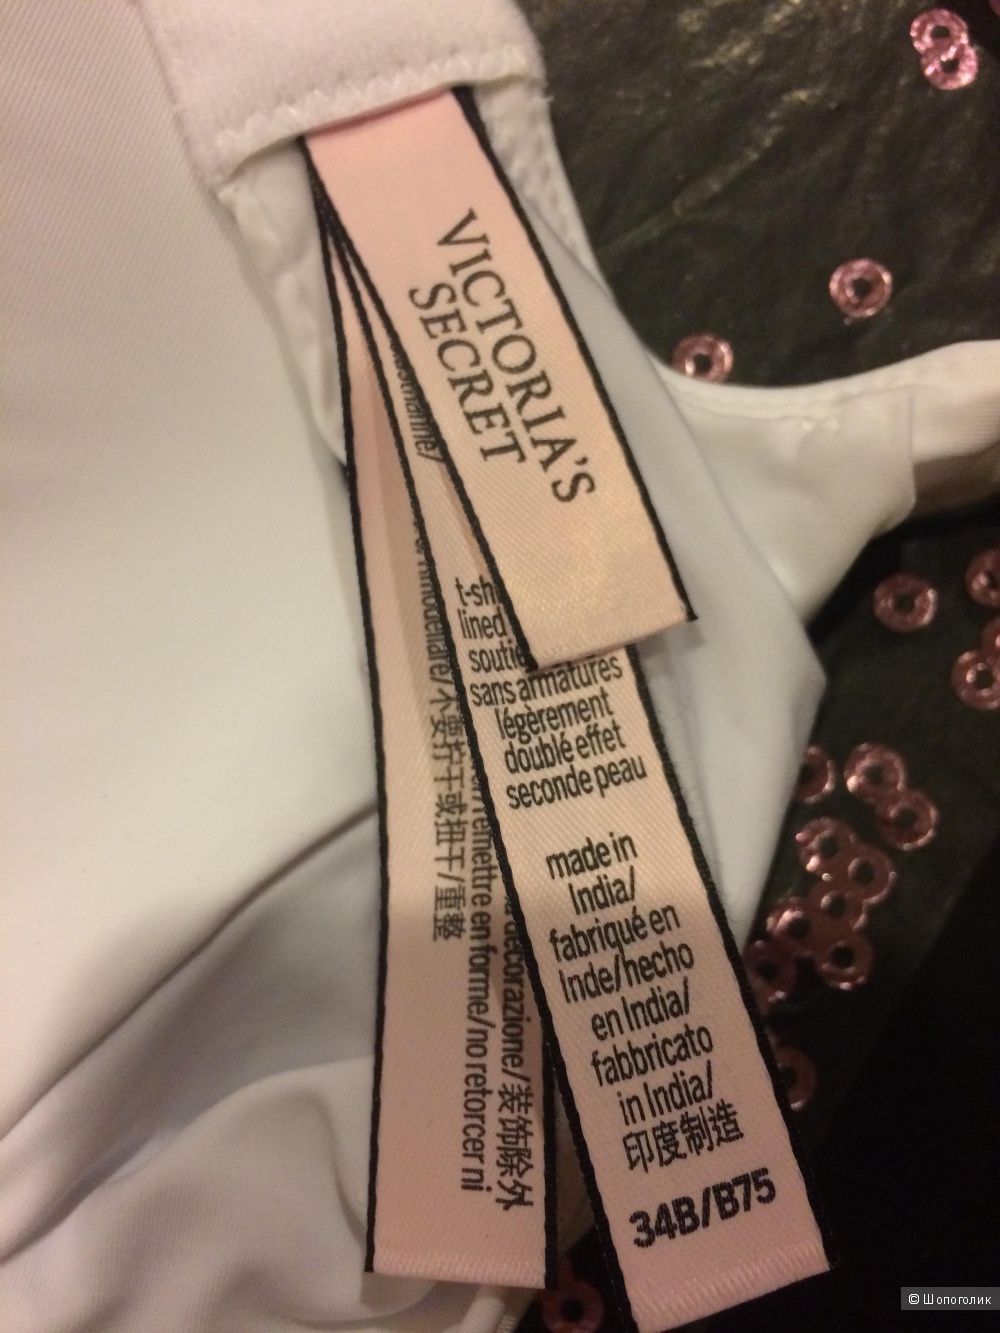 VICTORIA'S
SECRET
lined
sans armatures
légèrement
doublé effet
seconde peau
made in
India/
fabriqué en
Inde/hecho
en India/
fabbricato
in India/
印度制造
34B/B75
不要拧干或扭干/重整
remettre en forme/no retorcer ni
decorazione/装饰除外
© Шопоголик